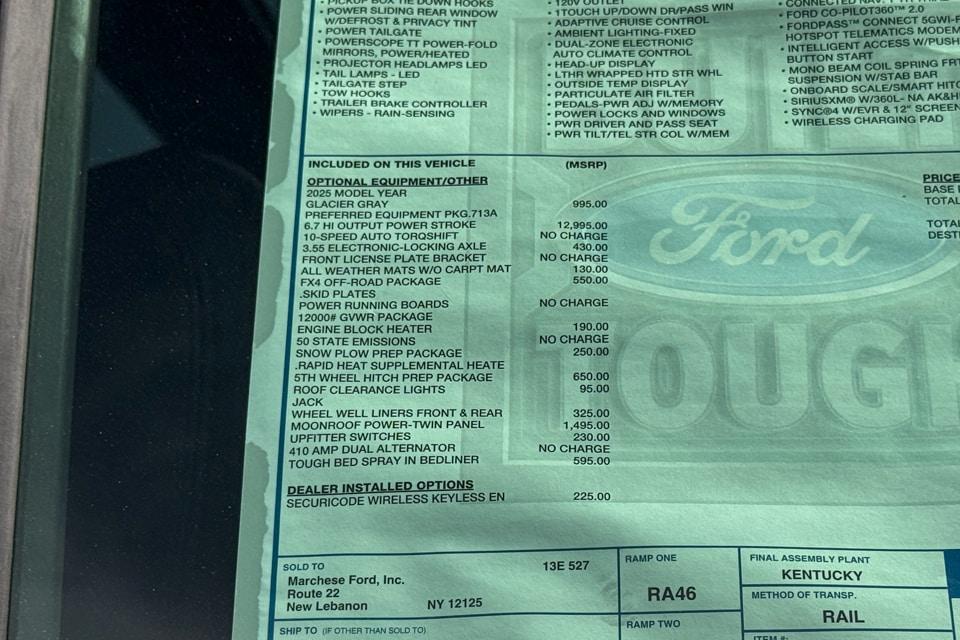 • PICKUP BOX TIE DOWN HOOKS
• POWER SLIDING REAR WINDOW
W/DEFROST & PRIVACY TINT
• POWER TAILGATE
• POWERSCOPE TT POWER-FOLD
MIRRORS, POWER/HEATED
• PROJECTOR HEADLAMPS LED
• TAIL LAMPS - LED
• TAILGATE STEP
• TOW HOOKS
• TRAILER BRAKE CONTROLLER
• WIPERS - RAIN-SENSING
• 120V OUTLET
• 1TOUCH UP/DOWN DR/PASS WIN
• ADAPTIVE CRUISE CONTROL
• AMBIENT LIGHTING-FIXED
• DUAL-ZONE ELECTRONIC
AUTO CLIMATE CONTROL
• HEAD-UP DISPLAY
• LTHR WRAPPED HTD STR WHL
• OUTSIDE TEMP DISPLAY
• PARTICULATE AIR FILTER
• PEDALS-PWR ADJ W/MEMORY
• POWER LOCKS AND WINDOWS
• PWR DRIVER AND PASS SEAT
• PWR TILT/TEL STR COL W/MEM
• CONNECTED NAV:
• FORD CO-PILOT360™ 2.0
• FORDPASS™ CONNECT 5GWI-F
HOTSPOT TELEMATICS MODEM
• INTELLIGENT ACCESS W/PUSH
BUTTON START
• MONO BEAM COIL SPRING FRT
SUSPENSION W/STAB BAR
• ONBOARD SCALE/SMART HITC
• SIRIUSXM® W/360L- NA AK&H
• SYNC®4 W/EVR & 12" SCREEN
• WIRELESS CHARGING PAD
INCLUDED ON THIS VEHICLE (MSRP)
OPTIONAL EQUIPMENT/OTHER
2025 MODEL YEAR
GLACIER GRAY 995.00
PREFERRED EQUIPMENT PKG.713A
6.7 HI OUTPUT POWER STROKE 12,995.00
10-SPEED AUTO TORQSHIFT NO CHARGE
3.55 ELECTRONIC-LOCKING AXLE 430.00
FRONT LICENSE PLATE BRACKET NO CHARGE
ALL WEATHER MATS W/O CARPT MAT 130.00
FX4 OFF-ROAD PACKAGE 550.00
.SKID PLATES
POWER RUNNING BOARDS NO CHARGE
12000# GVWR PACKAGE
ENGINE BLOCK HEATER 190.00
50 STATE EMISSIONS NO CHARGE
SNOW PLOW PREP PACKAGE 250.00
.RAPID HEAT SUPPLEMENTAL HEATE
5TH WHEEL HITCH PREP PACKAGE 650.00
ROOF CLEARANCE LIGHTS 95.00
JACK
WHEEL WELL LINERS FRONT & REAR 325.00
MOONROOF POWER-TWIN PANEL 1,495.00
UPFITTER SWITCHES 230.00
410 AMP DUAL ALTERNATOR NO CHARGE
TOUGH BED SPRAY IN BEDLINER 595.00
DEALER INSTALLED OPTIONS
SECURICODE WIRELESS KEYLESS EN 225.00
PRICE
BASE
TOTAL
TOTAL
DEST
Ford
TOUGH
SOLD TO 13E 527
Marchese Ford, Inc.
Route 22
New Lebanon NY 12125
SHIP TO (IF OTHER THAN SOLD TO)
RAMP ONE
RA46
RAMP TWO
FINAL ASSEMBLY PLANT
KENTUCKY
METHOD OF TRANSP.
RAIL
ITEM #: